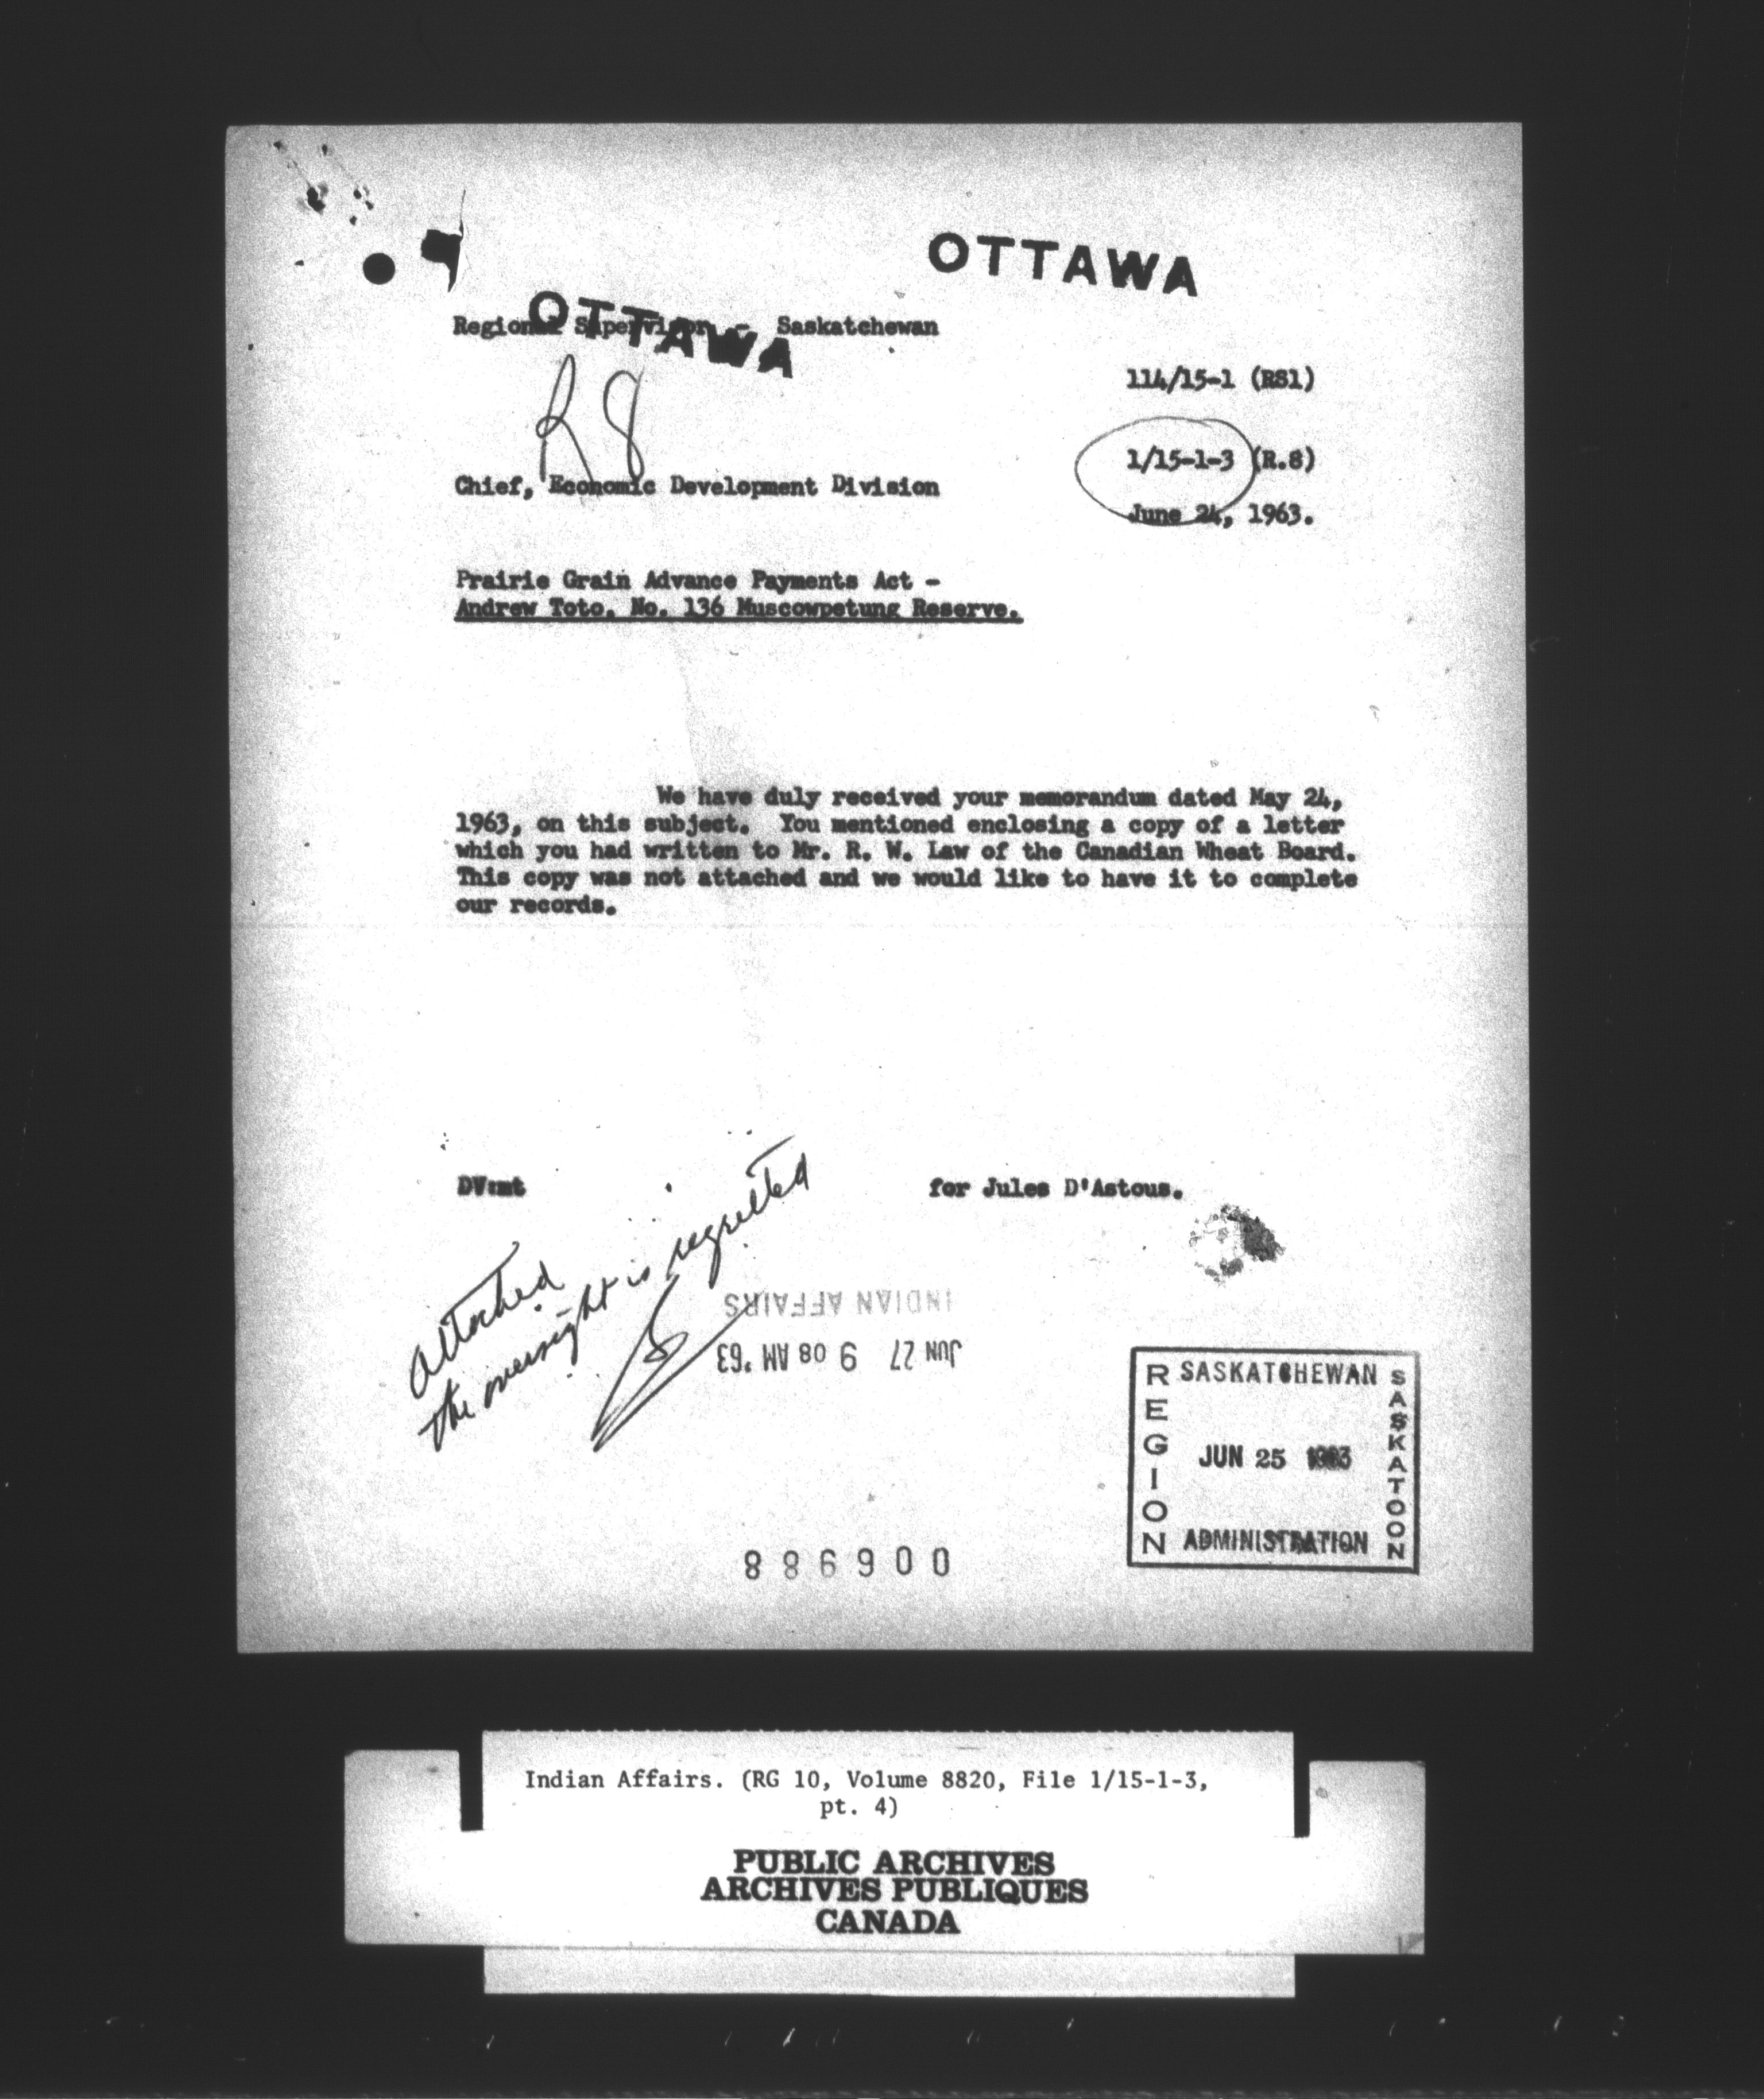 OTTAWA
OTTAWA
Regional Supervisor - Saskatchewan
114/15-1 (RS1)
R8
1/15-1-3 (R.8)
Chief, Economic Development Division
June 24, 1963.
Prairie Grain Advance Payments Act -
Andrew Toto, No. 136 Muscowpetung Reserve.
We have duly received your memorandum dated May 24,
1963, on this subject. You mentioned enclosing a copy of a letter
which you had written to Mr. R. W. Law of the Canadian Wheat Board.
This copy was not attached and we would like to have it to complete
our records.
DV:mt
for Jules D'Astous.
attached
the oversight is regretted
INDIAN AFFAIRS
JUN 27 9 08 AM '63
SASKATCHEWAN
REGION
SASKATOON
JUN 25 1963
ADMINISTRATION
886900
Indian Affairs. (RG 10, Volume 8820, File 1/15-1-3,
pt. 4)
PUBLIC ARCHIVES
ARCHIVES PUBLIQUES
CANADA